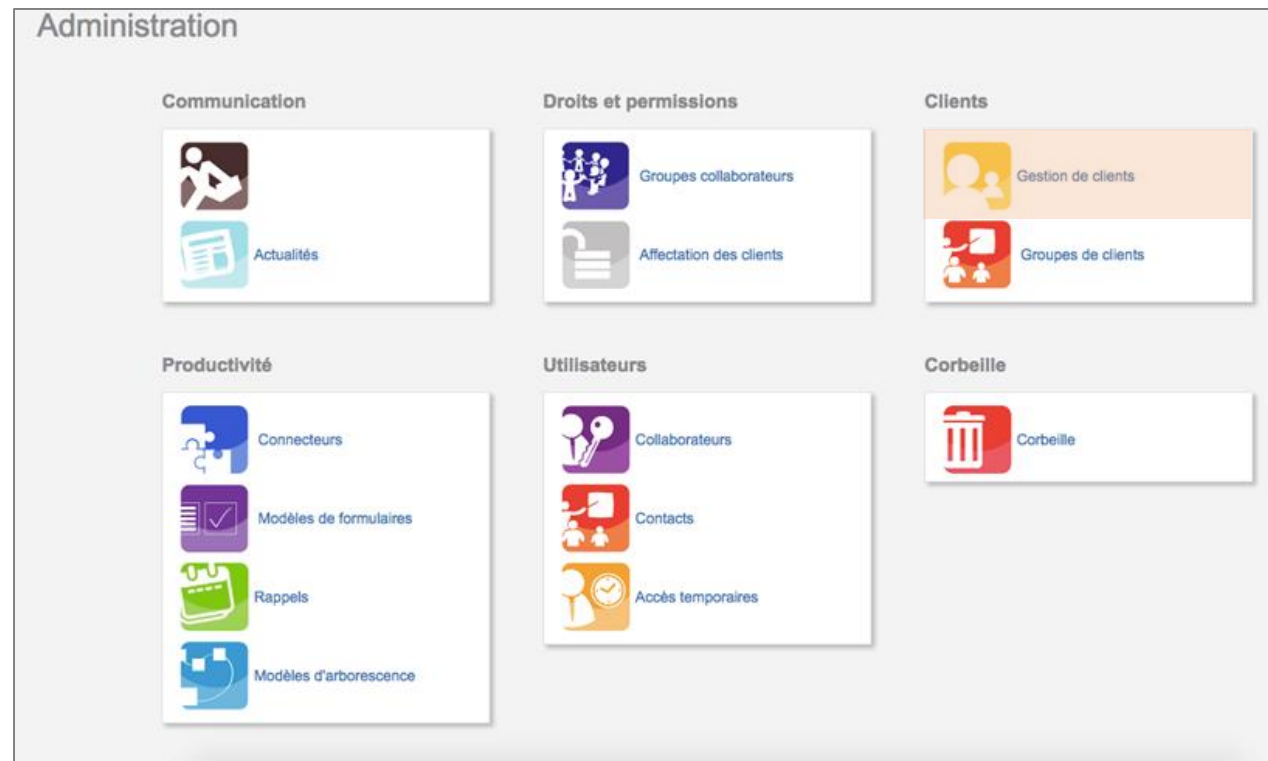 Administration
Communication
Actualités
Droits et permissions
Groupes collaborateurs
Affectation des clients
Clients
Gestion de clients
Groupes de clients
Productivité
Connecteurs
Modèles de formulaires
Rappels
Modèles d'arborescence
Utilisateurs
Collaborateurs
Contacts
Accès temporaires
Corbeille
Corbeille